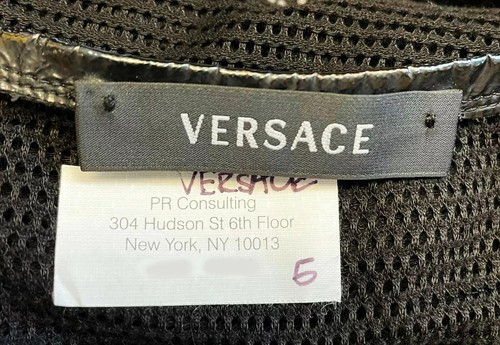 VERSACE
VERSACE
PR Consulting
304 Hudson St 6th Floor
New York, NY 10013
5